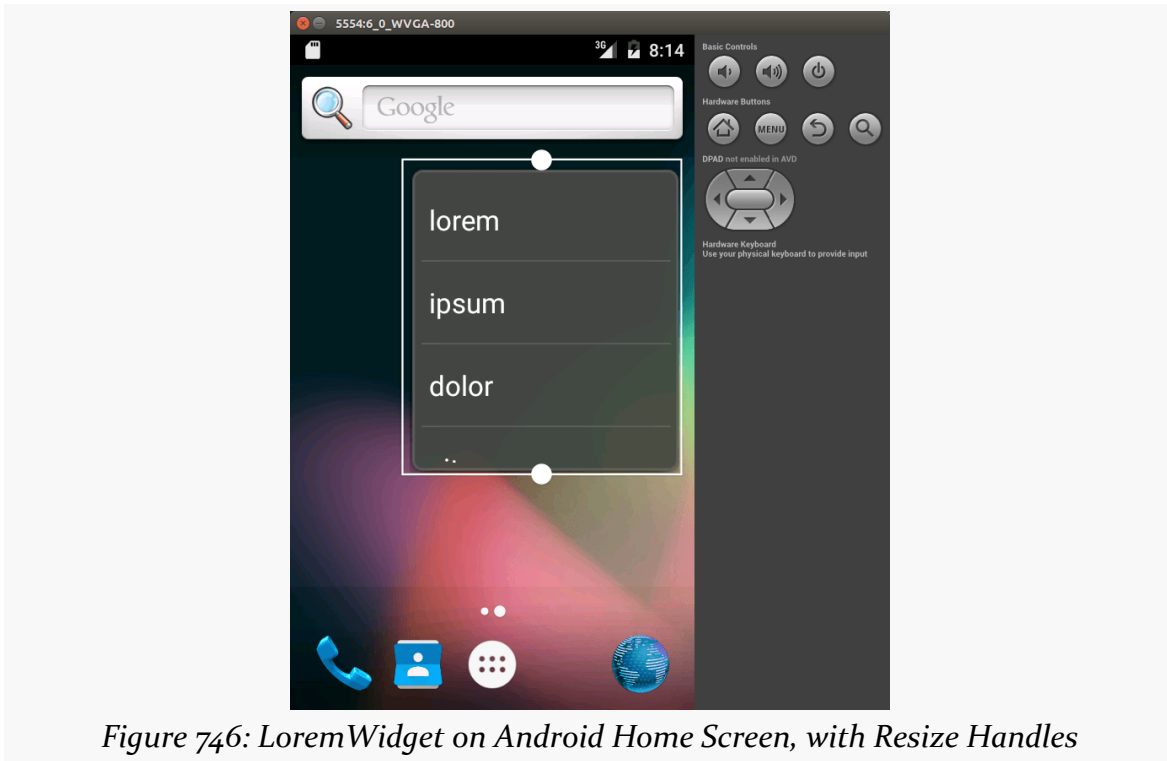 5554:6_0_WVGA-800
3G 8:14
Google
lorem
ipsum
dolor
Basic Controls
Hardware Buttons
MENU
DPAD not enabled in AVD
Hardware Keyboard
Use your physical keyboard to provide input
Figure 746: LoremWidget on Android Home Screen, with Resize Handles